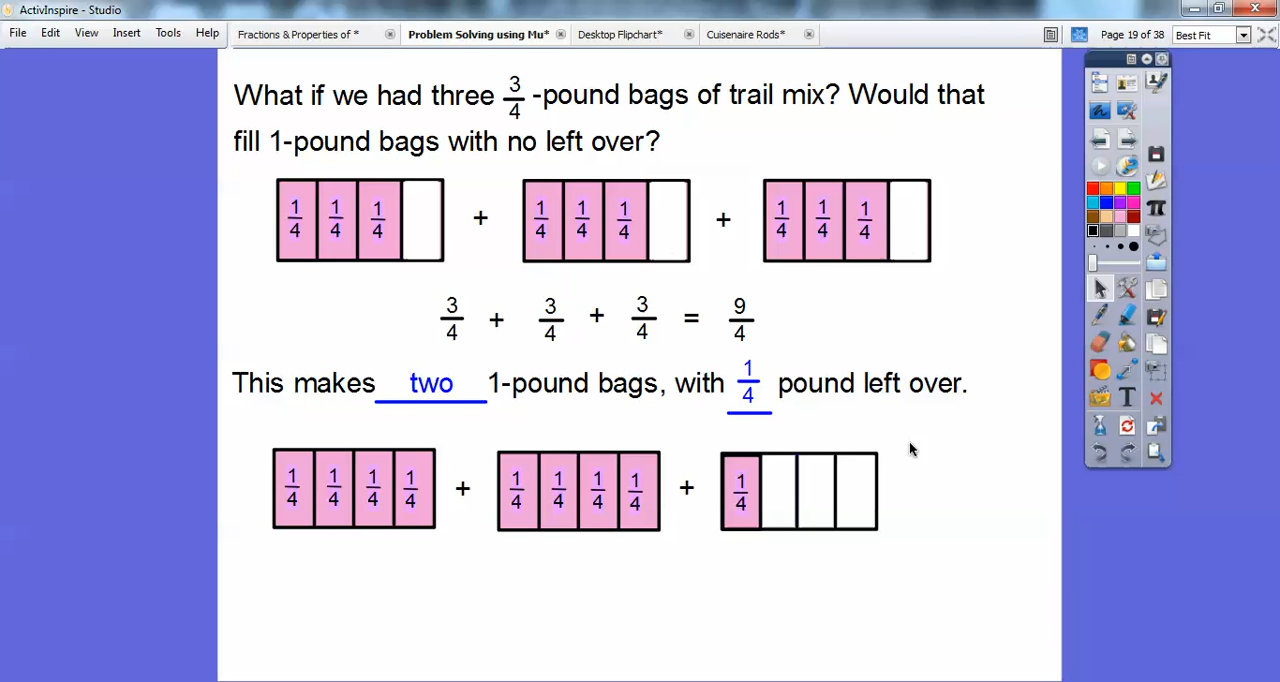 ActivInspire - Studio
File Edit View Insert Tools Help Fractions & Properties of * Problem Solving using Mu* Desktop Flipchart* Cuisenaire Rods* Page 19 of 38 Best Fit
What if we had three 3/4 -pound bags of trail mix? Would that
fill 1-pound bags with no left over?
1/4 1/4 1/4 + 1/4 1/4 1/4 + 1/4 1/4 1/4
3/4 + 3/4 + 3/4 = 9/4
This makes two 1-pound bags, with 1/4 pound left over.
1/4 1/4 1/4 1/4 + 1/4 1/4 1/4 1/4 + 1/4